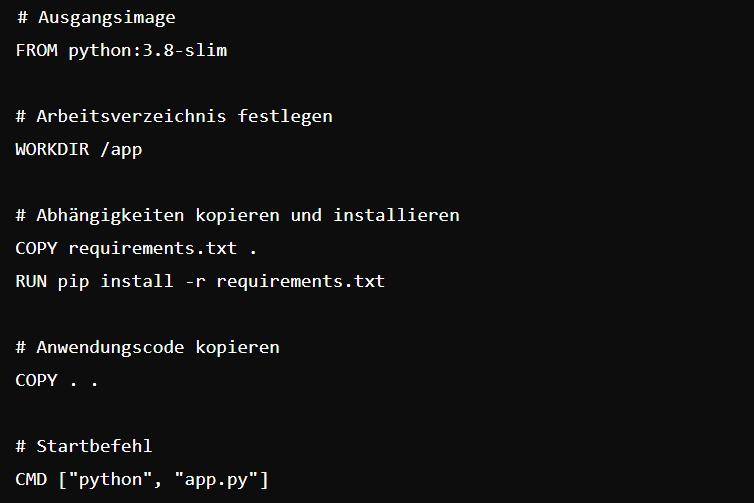 # Ausgangsimage
FROM python:3.8-slim
# Arbeitsverzeichnis festlegen
WORKDIR /app
# Abhängigkeiten kopieren und installieren
COPY requirements.txt .
RUN pip install -r requirements.txt
# Anwendungscode kopieren
COPY . .
# Startbefehl
CMD ["python", "app.py"]